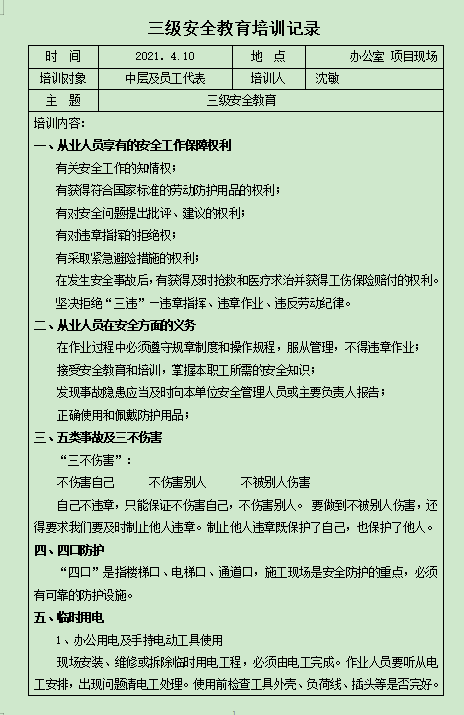 三级安全教育培训记录
时 间 2021．4.10 地 点 办公室 项目现场
培训对象 中层及员工代表 培训人 沈敏
主 题 三级安全教育
培训内容：
一、从业人员享有的安全工作保障权利
有关安全工作的知情权；
有获得符合国家标准的劳动防护用品的权利；
有对安全问题提出批评、建议的权利；
有对违章指挥的拒绝权；
有采取紧急避险措施的权利；
在发生安全事故后，有获得及时抢救和医疗求治并获得工伤保险赔付的权利。
坚决拒绝“三违”—违章指挥、违章作业、违反劳动纪律。
二、从业人员在安全方面的义务
在作业过程中必须遵守规章制度和操作规程，服从管理，不得违章作业；
接受安全教育和培训，掌握本职工所需的安全知识；
发现事故隐患应当及时向本单位安全管理人员或主要负责人报告；
正确使用和佩戴防护用品；
三、五类事故及三不伤害
“三不伤害”：
不伤害自己 不伤害别人 不被别人伤害
自己不违章，只能保证不伤害自己，不伤害别人。 要做到不被别人伤害，还
得要求我们要及时制止他人违章。制止他人违章既保护了自己，也保护了他人。
四、四口防护
“四口”是指楼梯口、电梯口、通道口，施工现场是安全防护的重点，必须
有可靠的防护设施。
五、临时用电
1、办公用电及手持电动工具使用
现场安装、维修或拆除临时用电工程，必须由电工完成。作业人员要听从电
工安排，出现问题请电工处理。使用前检查工具外壳、负荷线、插头等是否完好。